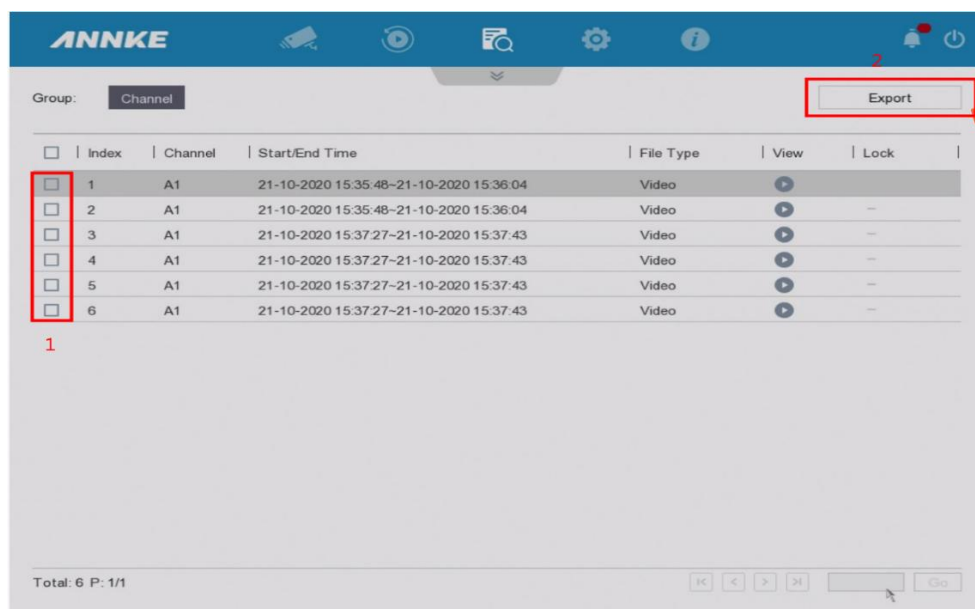 ANNKE
2
Group: Channel Export
Index Channel Start/End Time File Type View Lock
1 A1 21-10-2020 15:35:48~21-10-2020 15:36:04 Video
2 A1 21-10-2020 15:35:48~21-10-2020 15:36:04 Video –
3 A1 21-10-2020 15:37:27~21-10-2020 15:37:43 Video –
4 A1 21-10-2020 15:37:27~21-10-2020 15:37:43 Video –
5 A1 21-10-2020 15:37:27~21-10-2020 15:37:43 Video –
6 A1 21-10-2020 15:37:27~21-10-2020 15:37:43 Video –
1
Total: 6 P: 1/1 Go